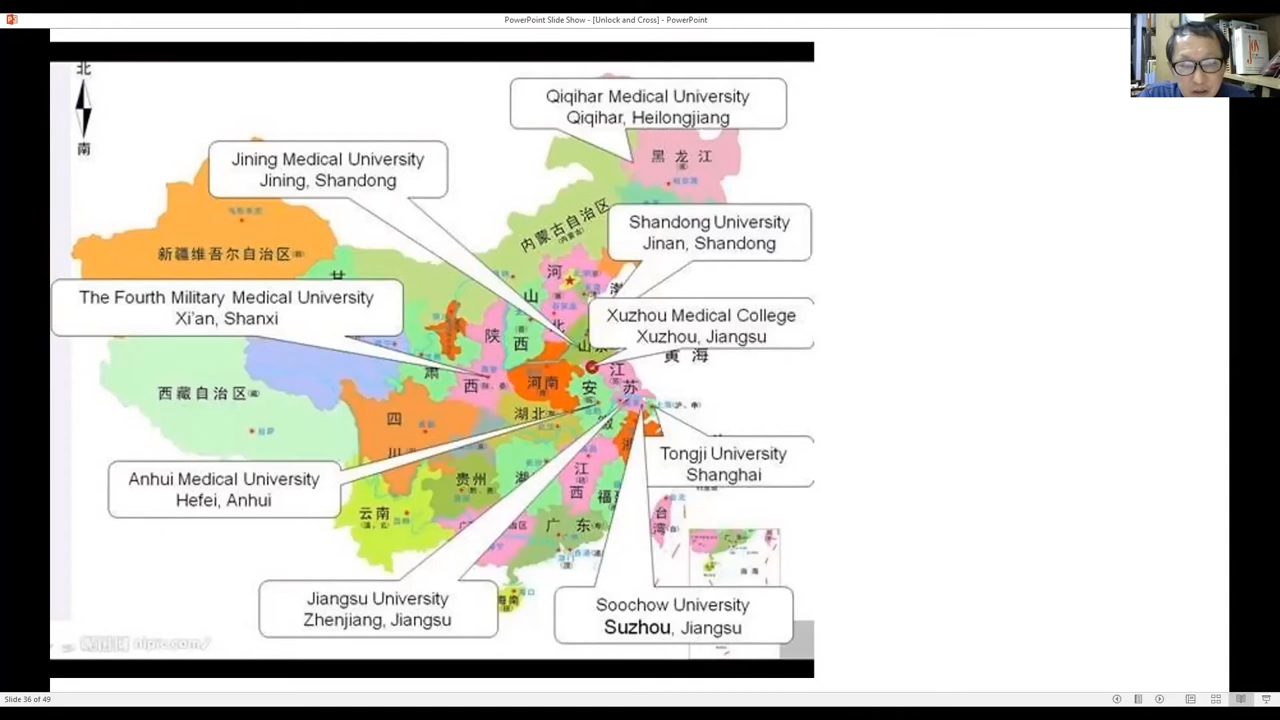 PowerPoint Slide Show - [Unlock and Cross] - PowerPoint
北
南
Qiqihar Medical University
Qiqihar, Heilongjiang
黑龙江
Jining Medical University
Jining, Shandong
Shandong University
Jinan, Shandong
内蒙古自治区
新疆维吾尔自治区
甘
河
山
The Fourth Military Medical University
Xi'an, Shanxi
Xuzhou Medical College
Xuzhou, Jiangsu
陕
西
北
黄海
西藏自治区
肃
西
河南
安
江
苏
四
川
湖北
Anhui Medical University
Hefei, Anhui
Tongji University
Shanghai
贵州
江
西
云南
广东
台
湾
Jiangsu University
Zhenjiang, Jiangsu
Soochow University
Suzhou, Jiangsu
nipic.com/
Slide 36 of 49